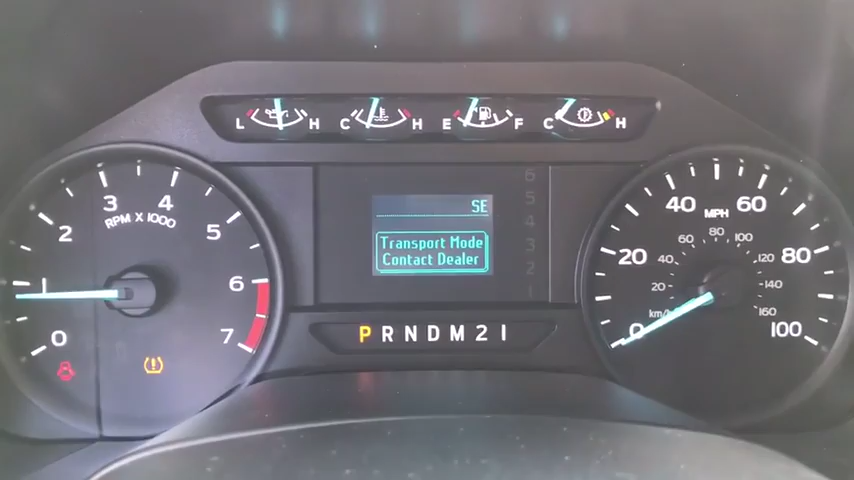 L H C H E F C H
SE
Transport Mode
Contact Dealer
6
5
4
3
2
1
0 1 2 3 4 5 6 7
RPM X 1000
0 20 40 60 80 100
MPH
20 40 60 80 100 120 140 160
km/h
P R N D M 2 1